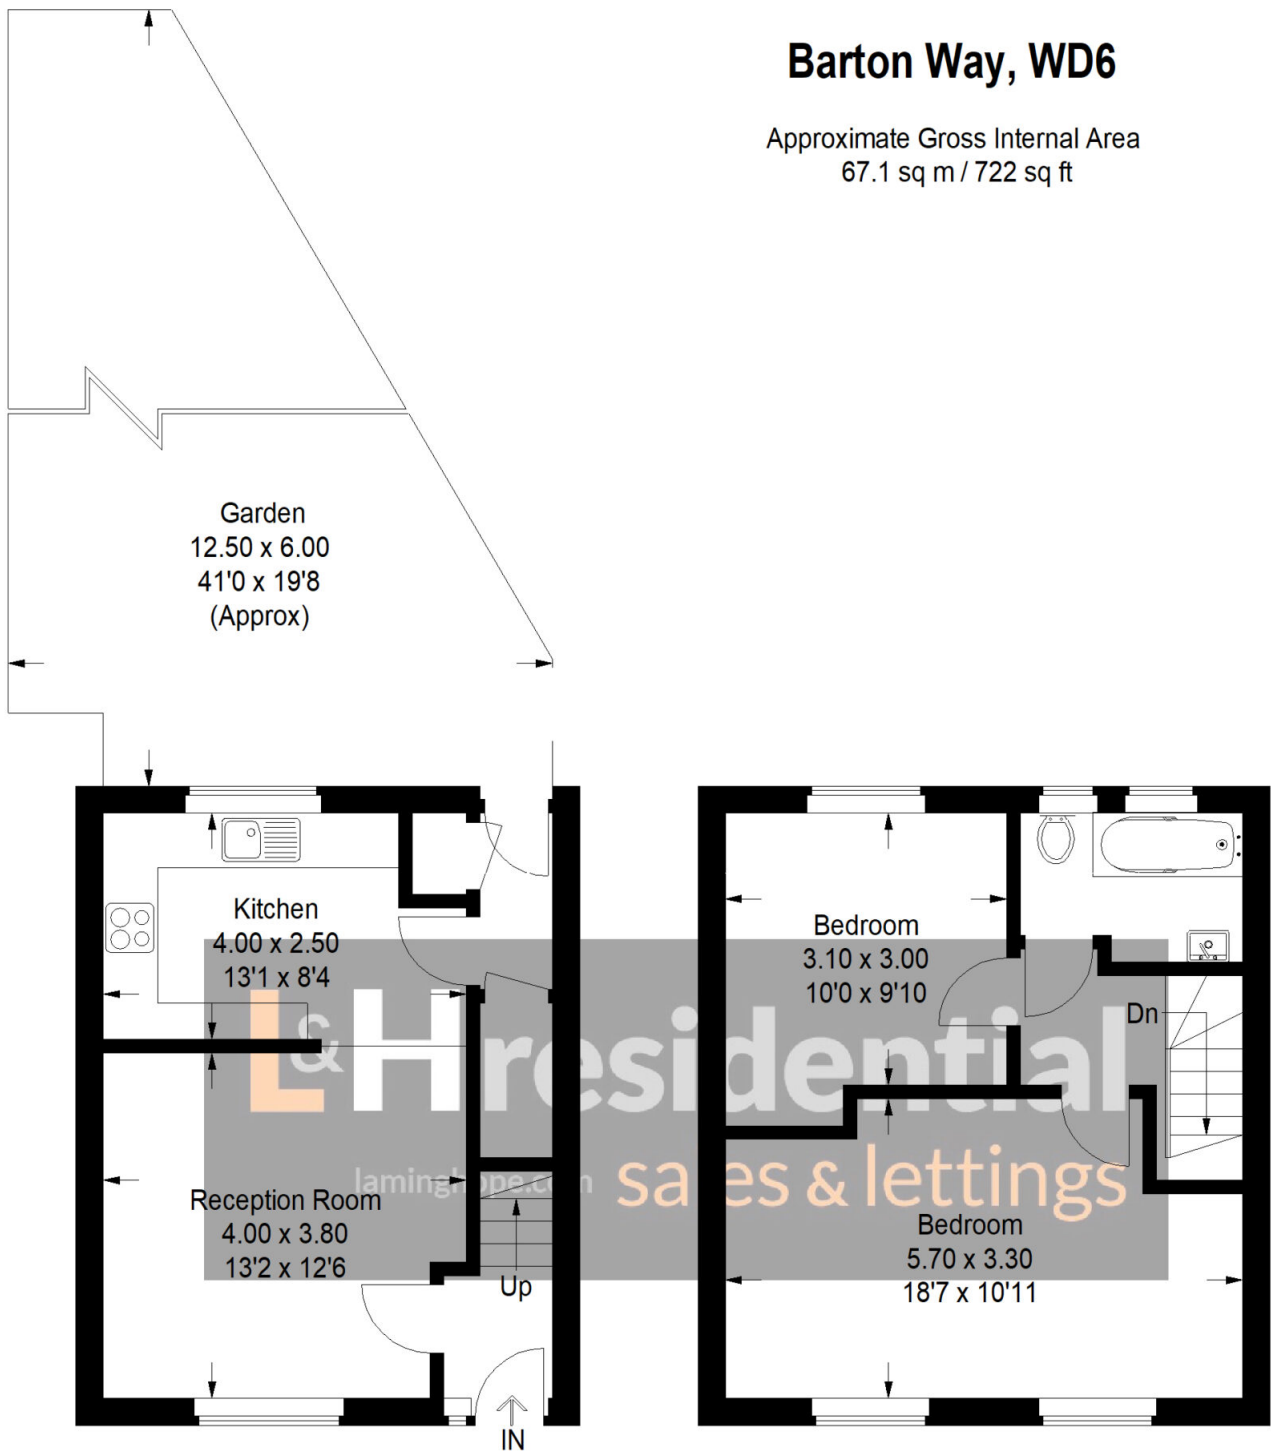 Barton Way, WD6
Approximate Gross Internal Area
67.1 sq m / 722 sq ft
Garden
12.50 x 6.00
41'0 x 19'8
(Approx)
Kitchen
4.00 x 2.50
13'1 x 8'4
Reception Room
4.00 x 3.80
13'2 x 12'6
Up
IN
Bedroom
3.10 x 3.00
10'0 x 9'10
Dn
Bedroom
5.70 x 3.30
18'7 x 10'11
L&H residential
sales & lettings
laminghope.com